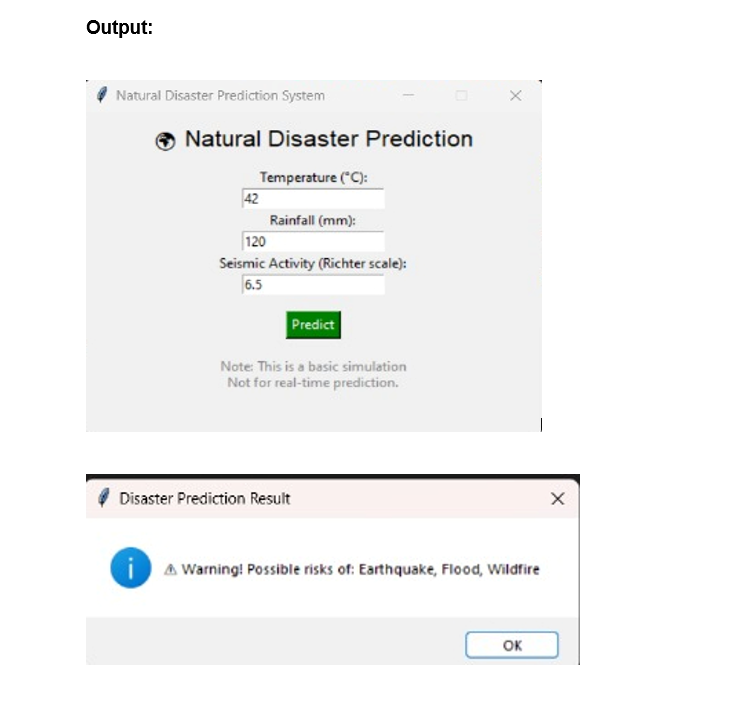 Output:
Natural Disaster Prediction System
🌍 Natural Disaster Prediction
Temperature (°C):
42
Rainfall (mm):
120
Seismic Activity (Richter scale):
6.5
Predict
Note: This is a basic simulation
Not for real-time prediction.
Disaster Prediction Result
⚠ Warning! Possible risks of: Earthquake, Flood, Wildfire
OK